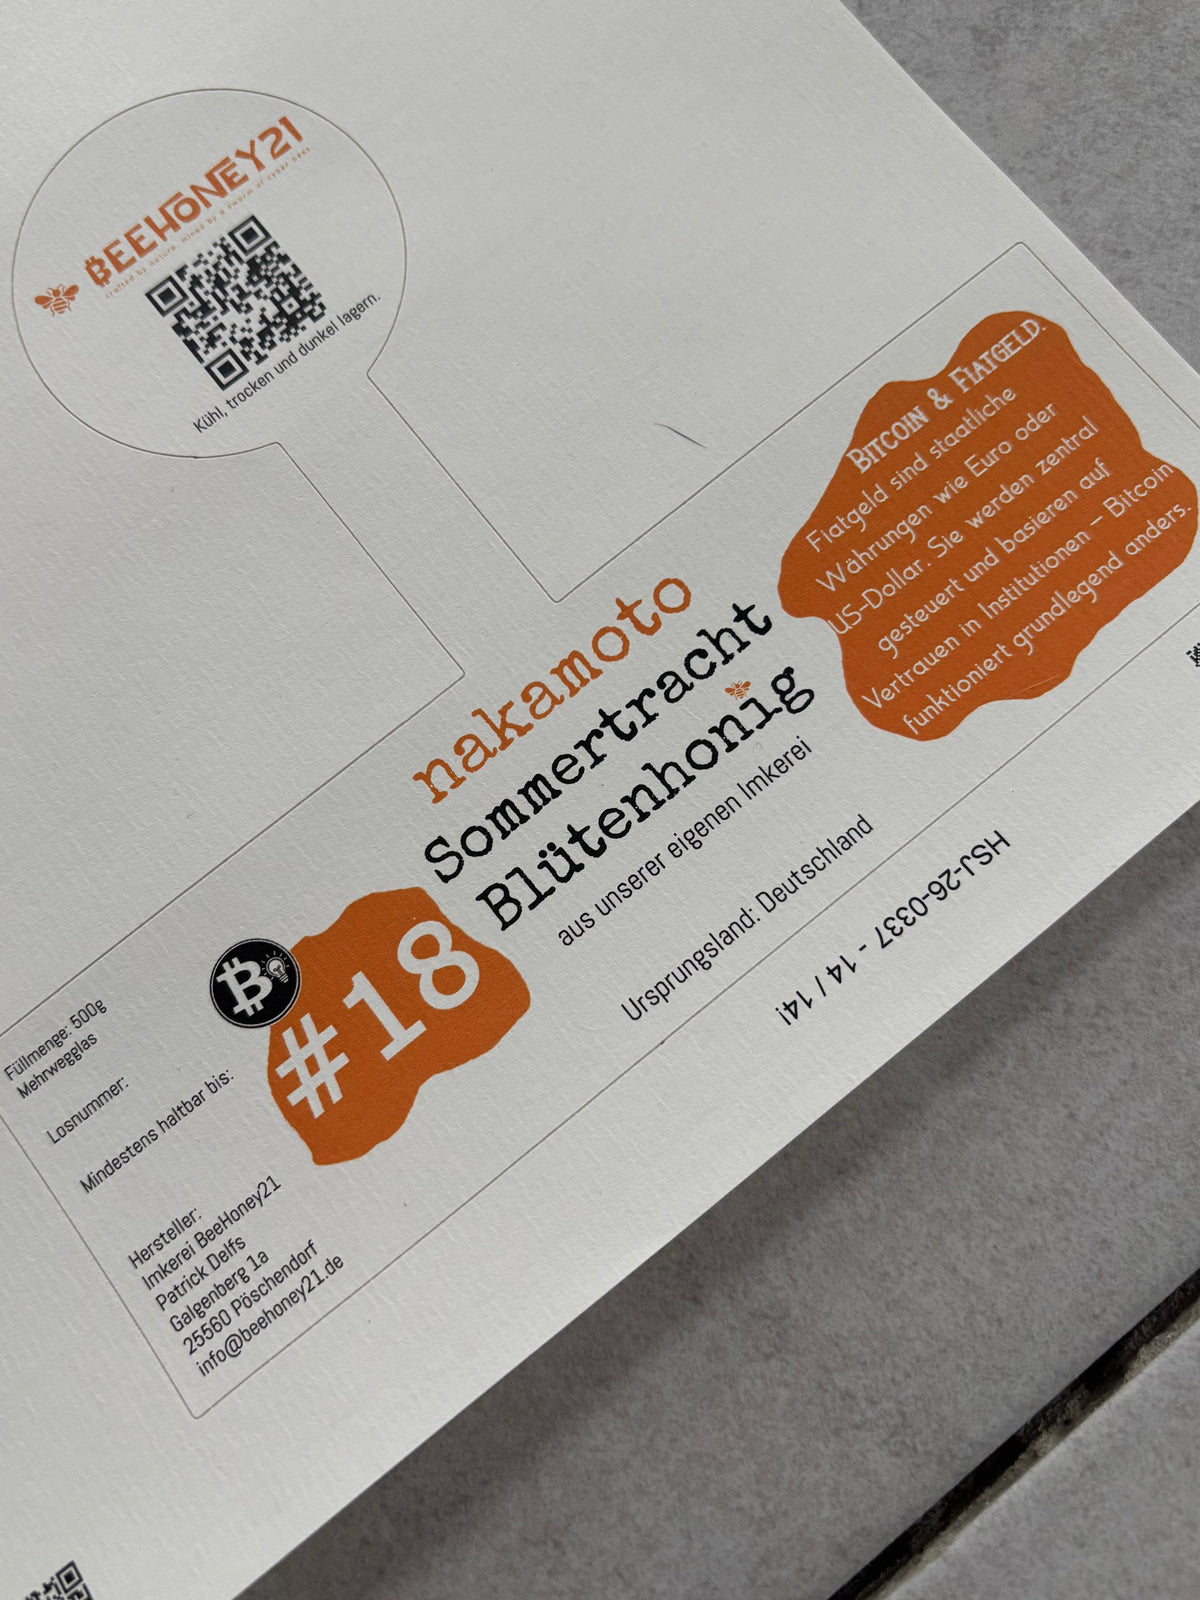 BEEHONEY21
crafted by nature. mined by a swarm of cyber bees
Kühl, trocken und dunkel lagern.
BITCOIN & FIATGELD.
Fiatgeld sind staatliche
Währungen wie Euro oder
US-Dollar. Sie werden zentral
gesteuert und basieren auf
Vertrauen in Institutionen – Bitcoin
funktioniert grundlegend anders.
nakamoto
Sommertracht
Blütenhonig
aus unserer eigenen Imkerei
Ursprungsland: Deutschland
#18
Füllmenge: 500g
Mehrwegglas
Losnummer:
Mindestens haltbar bis:
Hersteller:
Imkerei BeeHoney21
Patrick Delfs
Galgenberg 1a
25560 Pöschendorf
info@beehoney21.de
HSJ-26-0337 - 14 / 14i